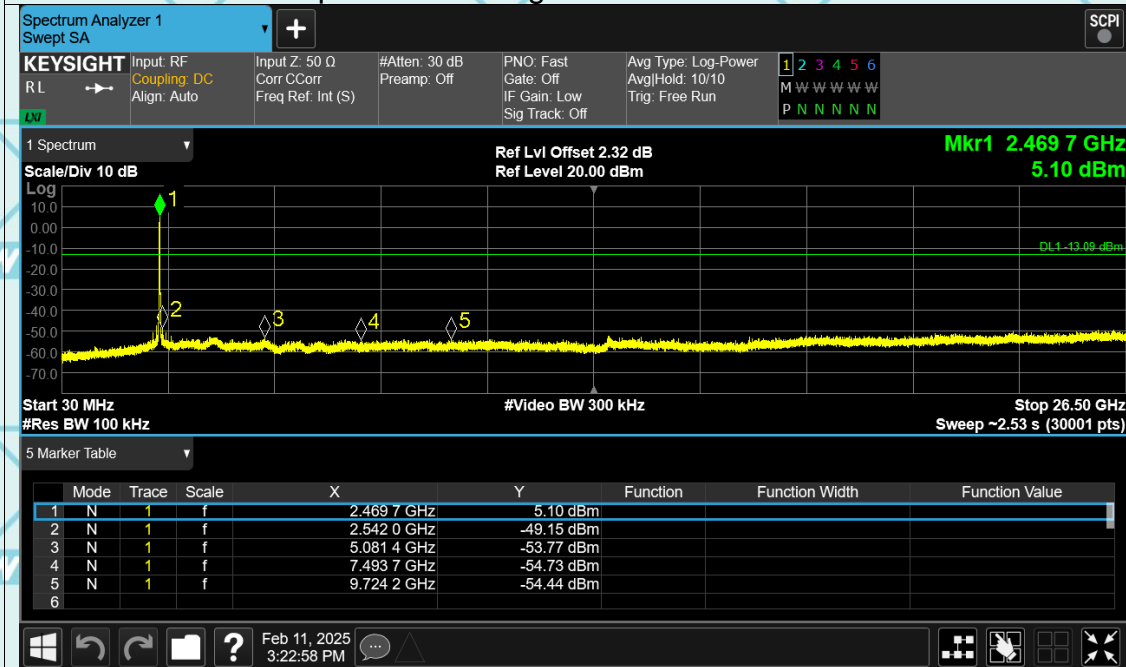 Spectrum Analyzer 1
Swept SA
SCPI
KEYSIGHT
RL
LXI
Input: RF
Coupling: DC
Align: Auto
Input Z: 50 Ω
Corr CCorr
Freq Ref: Int (S)
#Atten: 30 dB
Preamp: Off
PNO: Fast
Gate: Off
IF Gain: Low
Sig Track: Off
Avg Type: Log-Power
Avg|Hold: 10/10
Trig: Free Run
1 2 3 4 5 6
M W W W W W
P N N N N N
1 Spectrum
Scale/Div 10 dB
Ref Lvl Offset 2.32 dB
Ref Level 20.00 dBm
Mkr1 2.469 7 GHz
5.10 dBm
Log
10.0
0.00
-10.0
-20.0
-30.0
-40.0
-50.0
-60.0
-70.0
1
2
3
4
5
DL1 -13.09 dBm
Start 30 MHz
#Video BW 300 kHz
Stop 26.50 GHz
#Res BW 100 kHz
Sweep ~2.53 s (30001 pts)
5 Marker Table
Mode Trace Scale X Y Function Function Width Function Value
1 N 1 f 2.469 7 GHz 5.10 dBm
2 N 1 f 2.542 0 GHz -49.15 dBm
3 N 1 f 5.081 4 GHz -53.77 dBm
4 N 1 f 7.493 7 GHz -54.73 dBm
5 N 1 f 9.724 2 GHz -54.44 dBm
6
?
Feb 11, 2025
3:22:58 PM